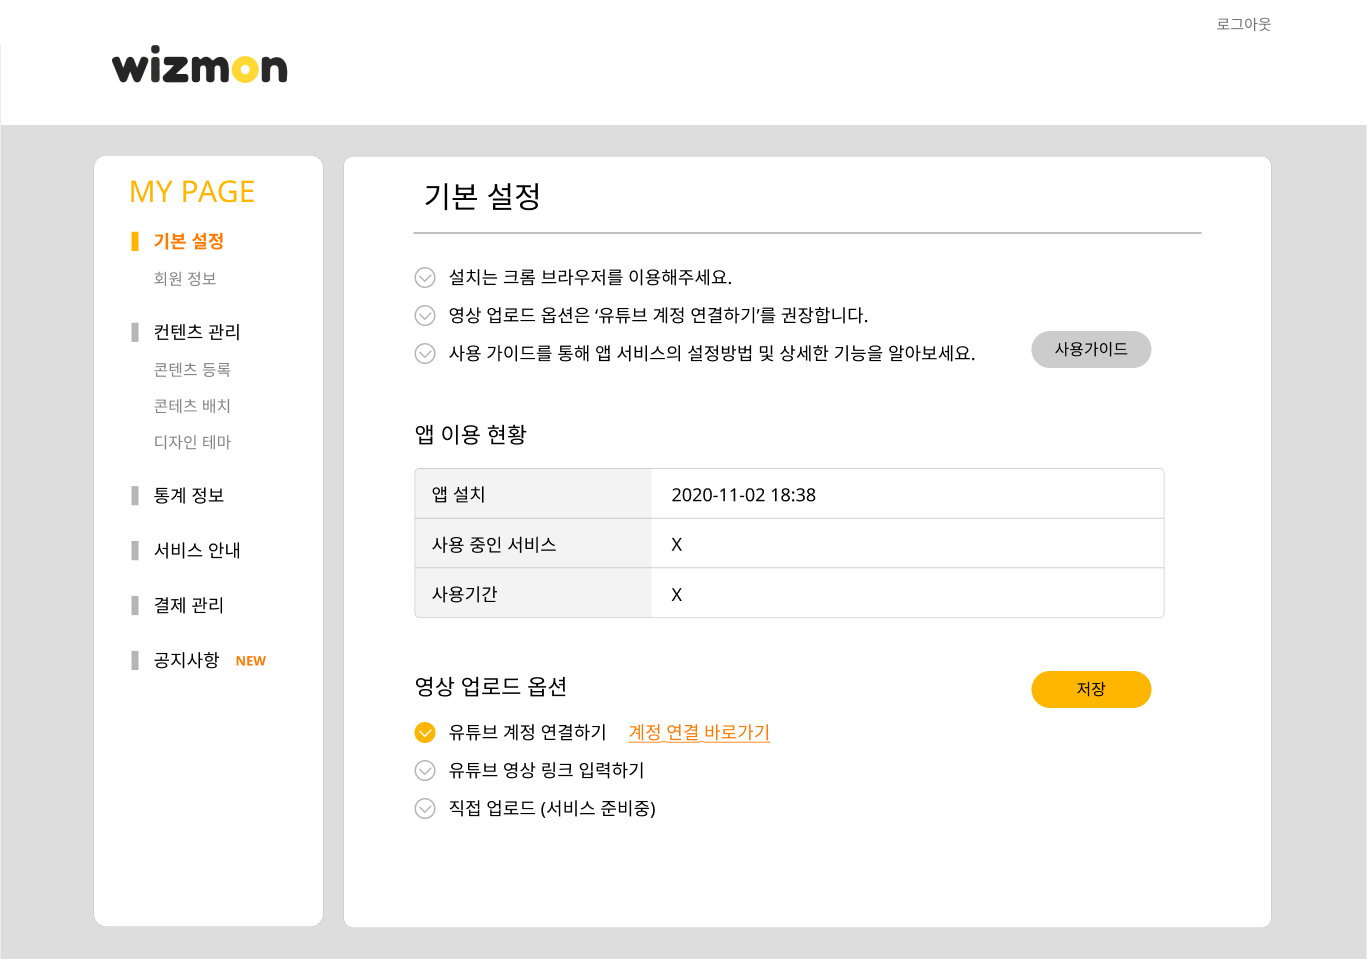 로그아웃
wizmon
MY PAGE
기본 설정
회원 정보
컨텐츠 관리
콘텐츠 등록
콘테츠 배치
디자인 테마
통계 정보
서비스 안내
결제 관리
공지사항 NEW
기본 설정
설치는 크롬 브라우저를 이용해주세요.
영상 업로드 옵션은 ‘유튜브 계정 연결하기’를 권장합니다.
사용 가이드를 통해 앱 서비스의 설정방법 및 상세한 기능을 알아보세요.
사용가이드
앱 이용 현황
앱 설치 2020-11-02 18:38
사용 중인 서비스 X
사용기간 X
영상 업로드 옵션
저장
유튜브 계정 연결하기 계정 연결 바로가기
유튜브 영상 링크 입력하기
직접 업로드 (서비스 준비중)